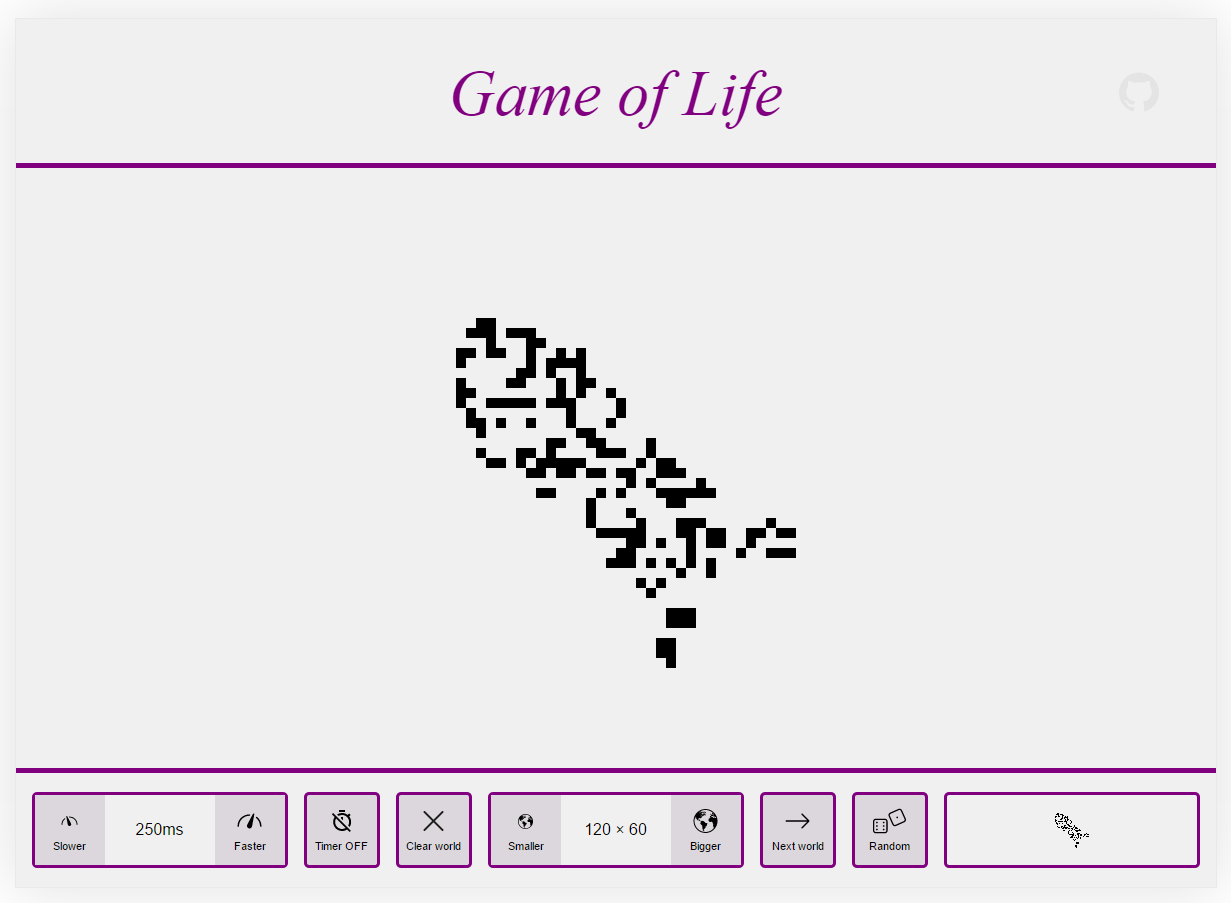 Game of Life
Slower
250ms
Faster
Timer OFF
Clear world
Smaller
120 × 60
Bigger
Next world
Random